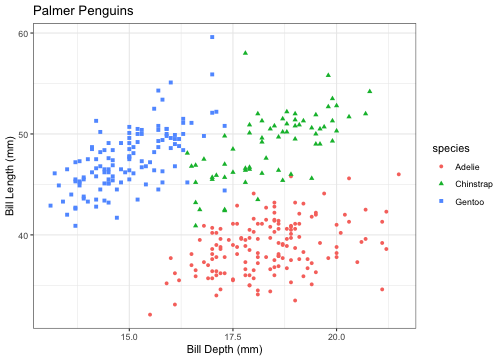 Palmer Penguins
60
50
40
Bill Length (mm)
15.0 17.5 20.0
Bill Depth (mm)
species
Adelie
Chinstrap
Gentoo